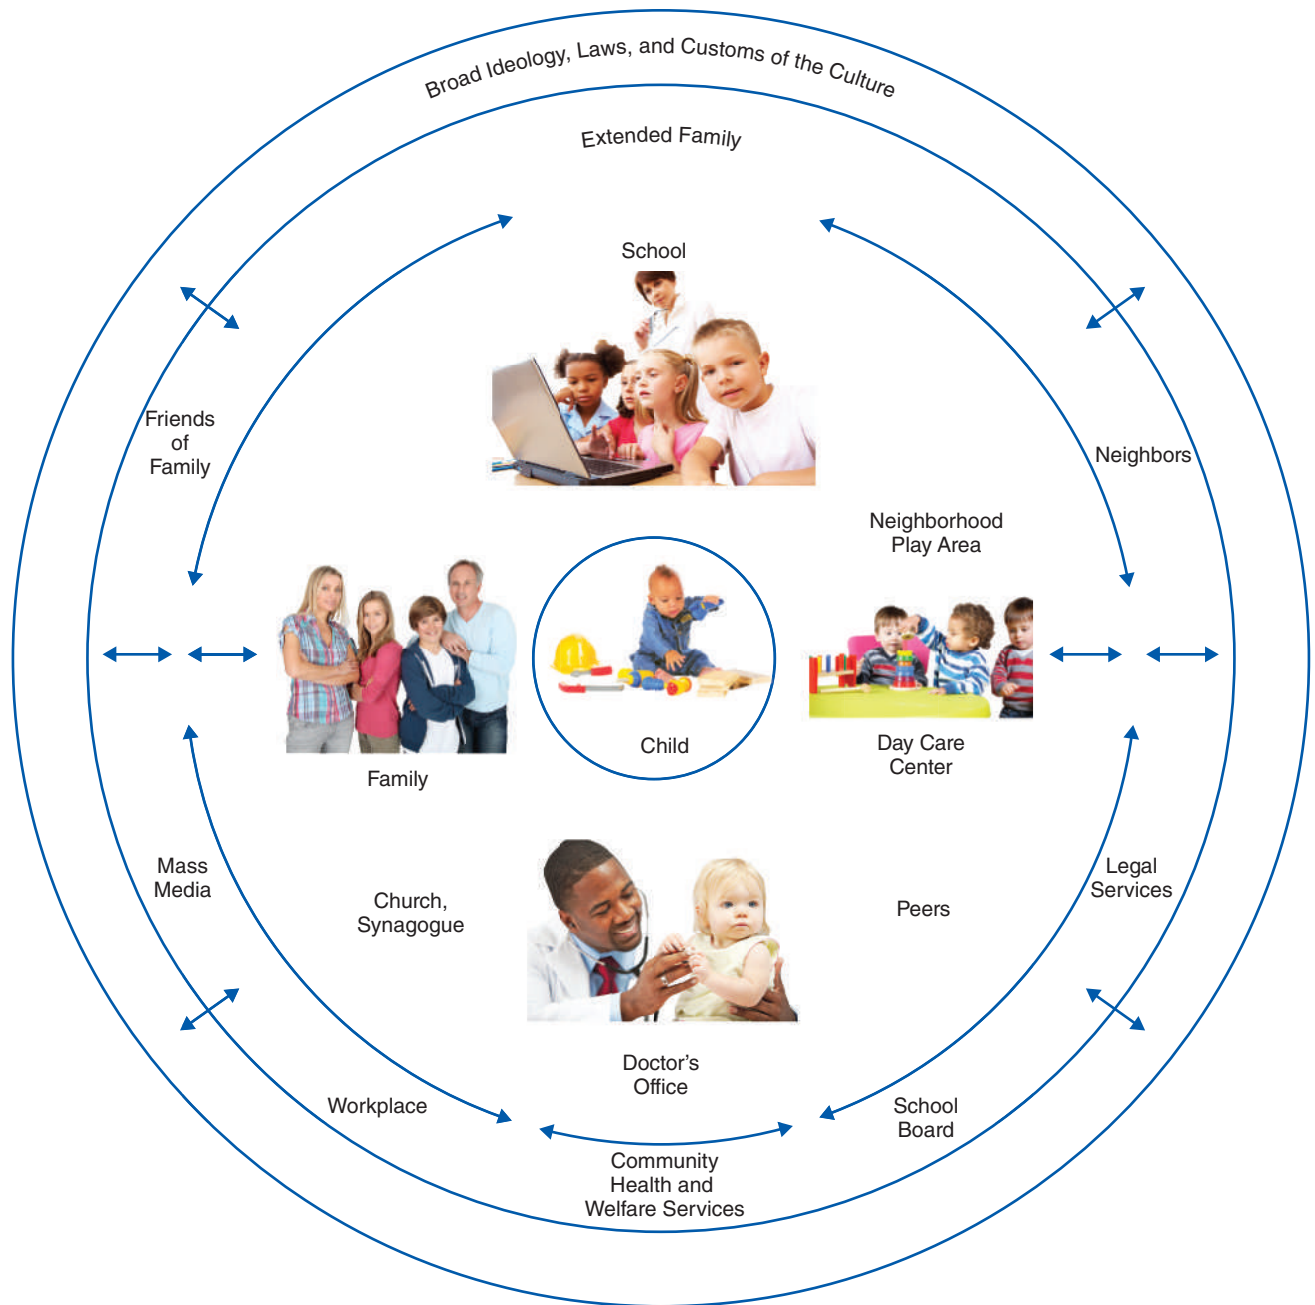 Broad Ideology, Laws, and Customs of the Culture
Extended Family
School
Friends
of
Family
Neighbors
Neighborhood
Play Area
Child
Day Care
Center
Family
Mass
Media
Church,
Synagogue
Peers
Legal
Services
Doctor’s
Office
Workplace
School
Board
Community
Health and
Welfare Services